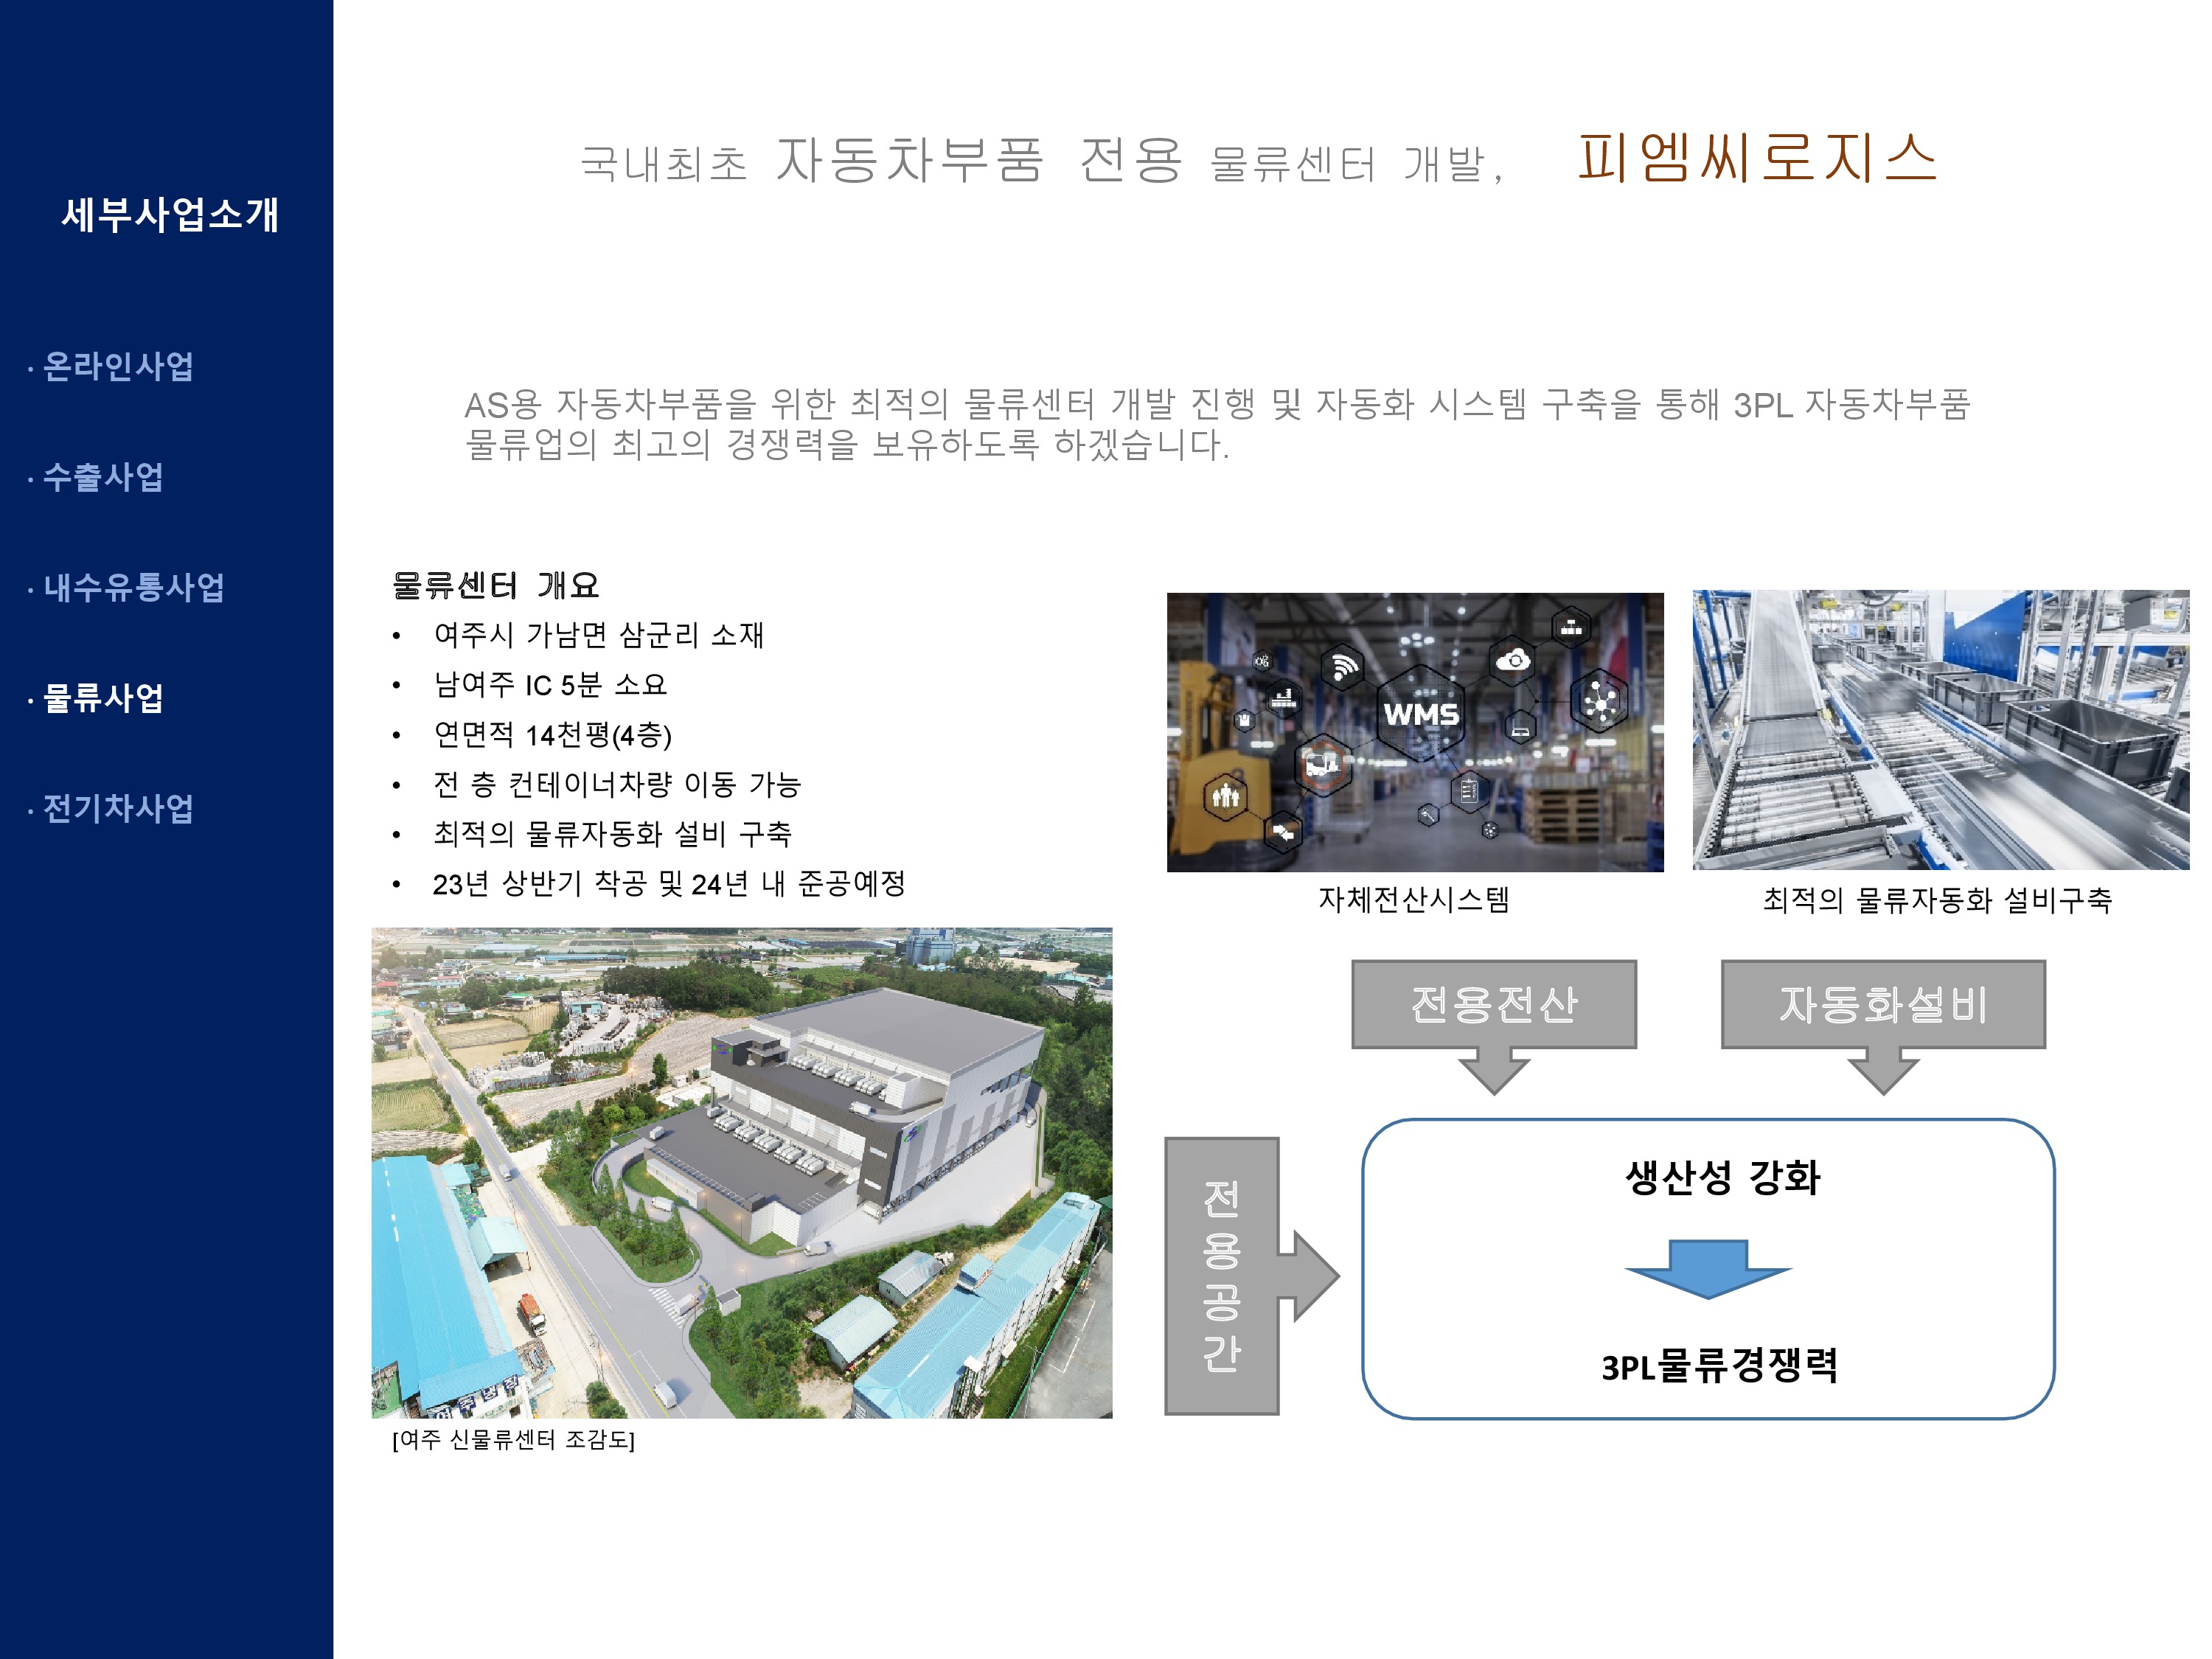 세부사업소개
· 온라인사업
· 수출사업
· 내수유통사업
· 물류사업
· 전기차사업
국내최초 자동차부품 전용 물류센터 개발, 피엠씨로지스
AS용 자동차부품을 위한 최적의 물류센터 개발 진행 및 자동화 시스템 구축을 통해 3PL 자동차부품
물류업의 최고의 경쟁력을 보유하도록 하겠습니다.
물류센터 개요
• 여주시 가남면 삼군리 소재
• 남여주 IC 5분 소요
• 연면적 14천평(4층)
• 전 층 컨테이너차량 이동 가능
• 최적의 물류자동화 설비 구축
• 23년 상반기 착공 및 24년 내 준공예정
[여주 신물류센터 조감도]
WMS
자체전산시스템
최적의 물류자동화 설비구축
전용전산
자동화설비
전
용
공
간
생산성 강화
3PL물류경쟁력